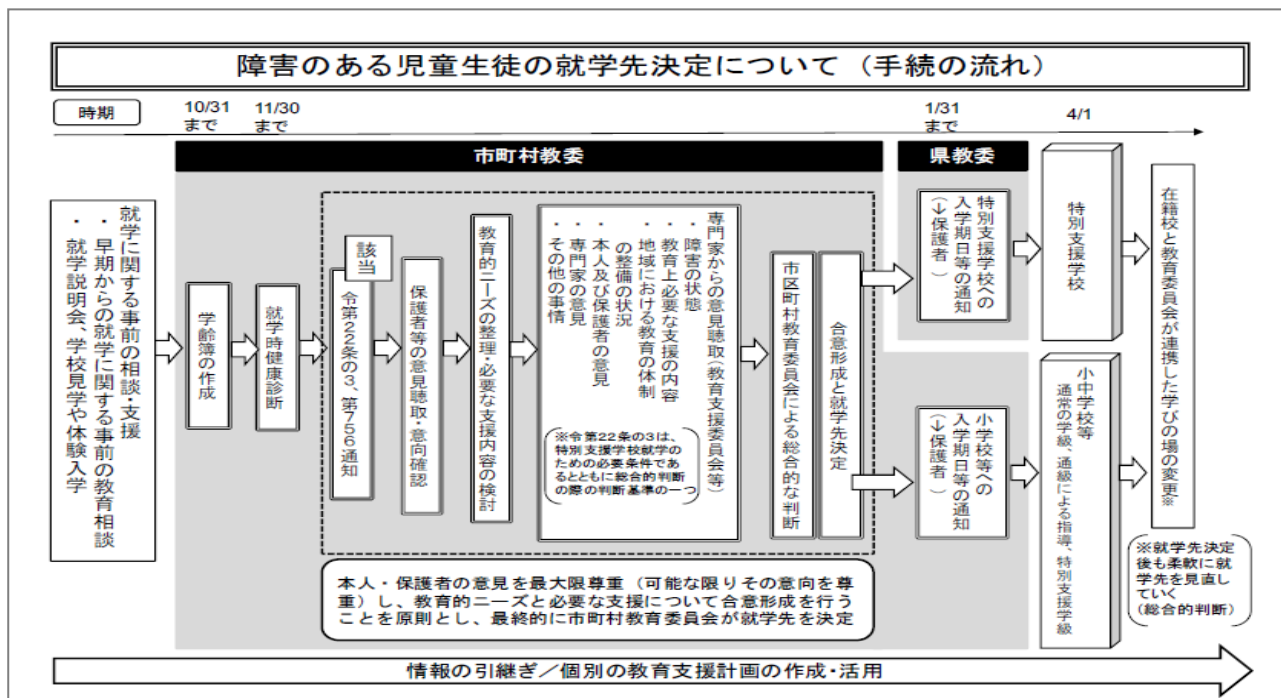 障害のある児童生徒の就学先決定について（手続の流れ）
時期
10/31
まで
11/30
まで
1/31
まで
4/1
市町村教委
県教委
就学に関する事前の相談・支援
・早期からの就学に関する事前の教育相談
・就学説明会、学校見学や体験入学
学齢簿の作成
就学時健康診断
該当
令第22条の3、第756通知
保護者等の意見聴取・意向確認
教育的ニーズの整理・必要な支援内容の検討
専門家からの意見聴取（教育支援委員会等）
・障害の状態
・教育上必要な支援の内容
・地域における教育の体制
の整備の状況
・本人及び保護者の意見
・専門家の意見
・その他の事情
※令第22条の3は、
特別支援学校就学の
ための必要条件であ
るとともに総合的判断
の際の判断基準の一つ
市区町村教育委員会による総合的な判断
合意形成と就学先決定
特別支援学校への
入学期日等の通知
（↓保護者）
小学校等への
入学期日等の通知
（↓保護者）
特別支援学校
小中学校等
通常の学級、通級による指導、特別支援学級
在籍校と教育委員会が連携した学びの場の変更※
※就学先決定
後も柔軟に就
学先を見直し
ていく
（総合的判断）
本人・保護者の意見を最大限尊重（可能な限りその意向を尊
重）し、教育的ニーズと必要な支援について合意形成を行う
ことを原則とし、最終的に市町村教育委員会が就学先を決定
情報の引継ぎ／個別の教育支援計画の作成・活用